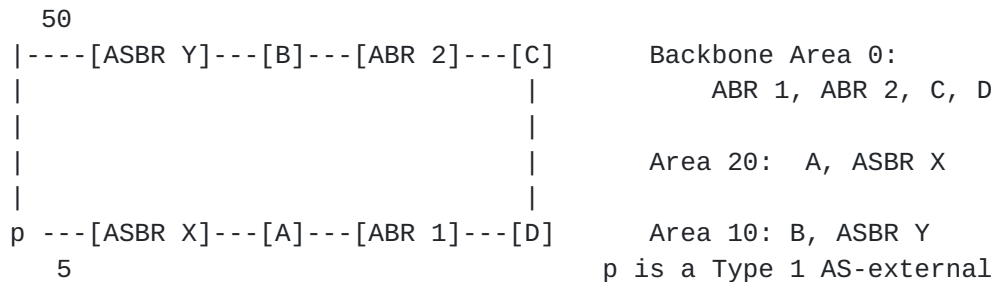 50
|----[ASBR Y]---[B]---[ABR 2]---[C]      Backbone Area 0:
|                                |          ABR 1, ABR 2, C, D
|                                |
|                                |      Area 20:  A, ASBR X
|                                |
p ---[ASBR X]---[A]---[ABR 1]---[D]      Area 10: B, ASBR Y
5                                   p is a Type 1 AS-external